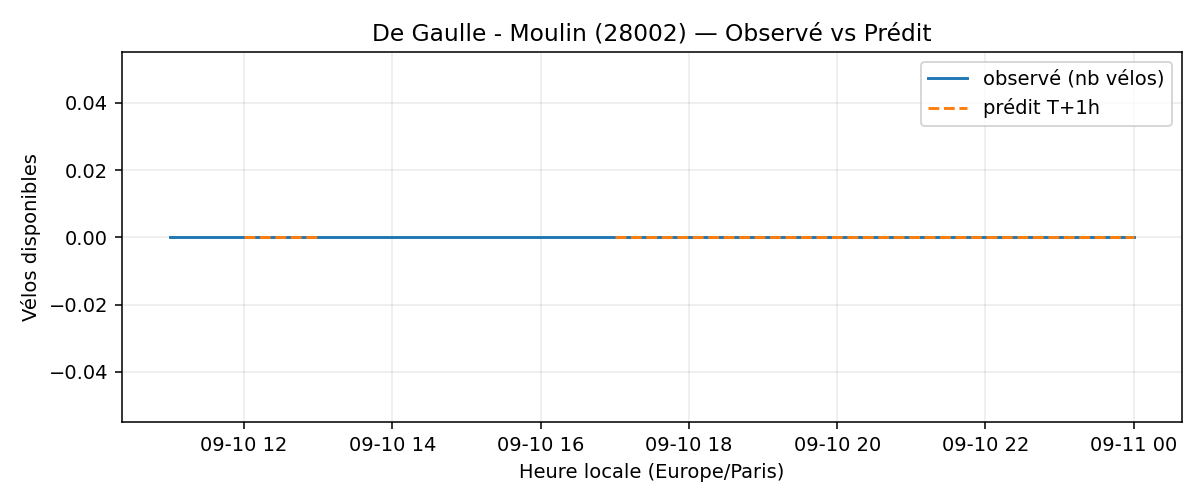 De Gaulle - Moulin (28002) — Observé vs Prédit
observé (nb vélos)
prédit T+1h
Vélos disponibles
0.04
0.02
0.00
−0.02
−0.04
09-10 12
09-10 14
09-10 16
09-10 18
09-10 20
09-10 22
09-11 00
Heure locale (Europe/Paris)